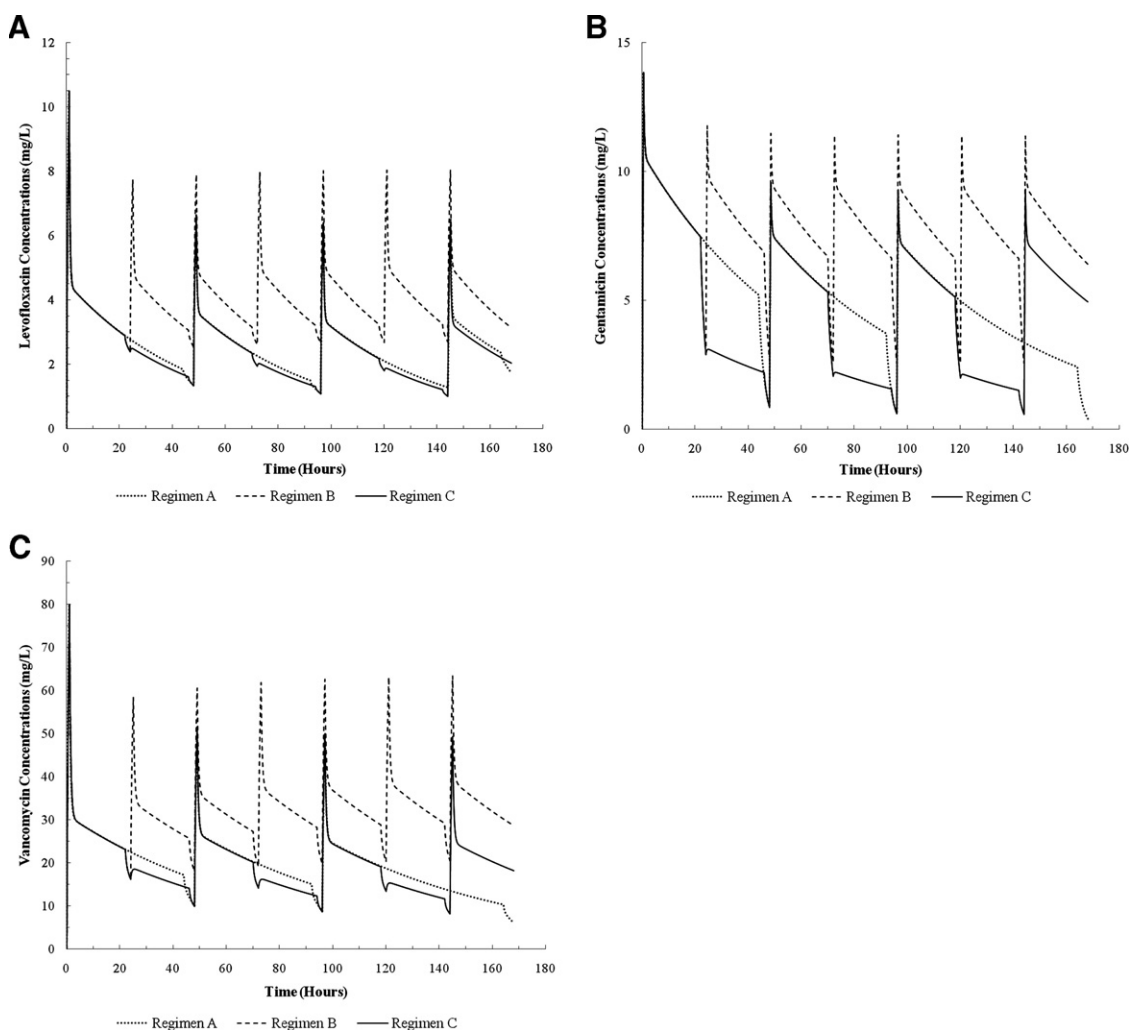 A
12
10
8
6
4
2
0
Levofloxacin Concentrations (mg/L)
0 20 40 60 80 100 120 140 160 180
Time (Hours)
Regimen A Regimen B Regimen C
B
15
10
5
0
Gentamicin Concentrations (mg/L)
0 20 40 60 80 100 120 140 160 180
Time (Hours)
Regimen A Regimen B Regimen C
C
90
80
70
60
50
40
30
20
10
0
Vancomycin Concentrations (mg/L)
0 20 40 60 80 100 120 140 160 180
Time (Hours)
Regimen A Regimen B Regimen C